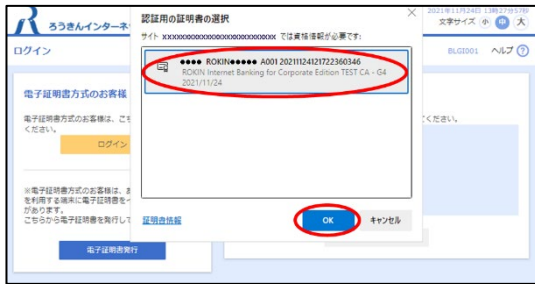 ろうきんインターネ
2021年11月24日 13時27分57秒
文字サイズ 小 中 大
ログイン
BLGI001 ヘルプ ?
認証用の証明書の選択
サイト xxxxxxxxxxxxxxxxxxxxxxxxxxx では資格情報が必要です:
●●●● ROKIN●●●●● A001 20211124121722360346
ROKIN Internet Banking for Corporate Edition TEST CA - G4
2021/11/24
証明書情報
OK
キャンセル
電子証明書方式のお客様
電子証明書方式のお客様は、こち
ください。
ログイン
ください。
※電子証明書方式のお客様は、お
を利用する端末に電子証明書をイ
があります。
こちらから電子証明書を発行して
電子証明書発行